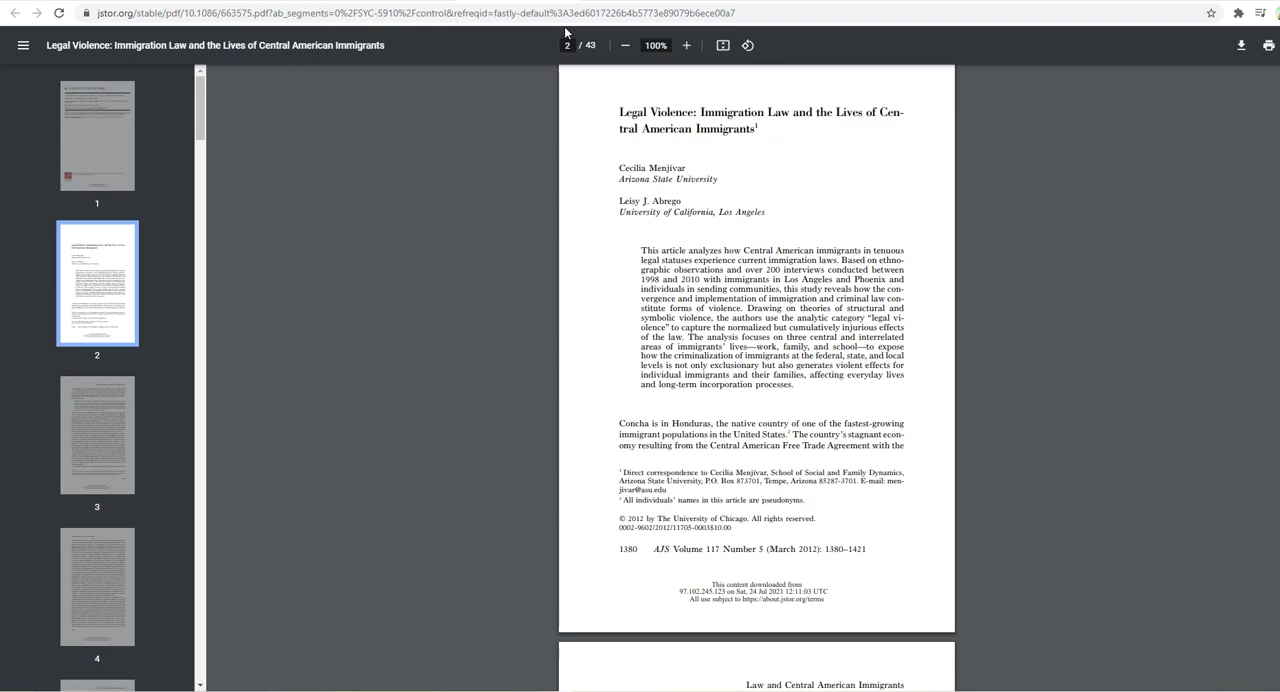 jstor.org/stable/pdf/10.1086/663575.pdf?ab_segments=0%2FSYC-5910%2Fcontrol&refreqid=fastly-default%3A3ed6017226b4b5773e89079b6ece00a7
Legal Violence: Immigration Law and the Lives of Central American Immigrants
2 / 43
100%
1
2
3
4
Legal Violence: Immigration Law and the Lives of Cen-
tral American Immigrants1
Cecilia Menjívar
Arizona State University
Leisy J. Abrego
University of California, Los Angeles
This article analyzes how Central American immigrants in tenuous
legal statuses experience current immigration laws. Based on ethno-
graphic observations and over 200 interviews conducted between
1998 and 2010 with immigrants in Los Angeles and Phoenix and
individuals in sending communities, this study reveals how the con-
vergence and implementation of immigration and criminal law con-
stitute forms of violence. Drawing on theories of structural and
symbolic violence, the authors use the analytic category “legal vi-
olence” to capture the normalized but cumulatively injurious effects
of the law. The analysis focuses on three central and interrelated
areas of immigrants’ lives—work, family, and school—to expose
how the criminalization of immigrants at the federal, state, and local
levels is not only exclusionary but also generates violent effects for
individual immigrants and their families, affecting everyday lives
and long-term incorporation processes.
Concha is in Honduras, the native country of one of the fastest-growing
immigrant populations in the United States.2 The country’s stagnant econ-
omy resulting from the Central American Free Trade Agreement with the
1 Direct correspondence to Cecilia Menjívar, School of Social and Family Dynamics,
Arizona State University, P.O. Box 873701, Tempe, Arizona 85287-3701. E-mail: men-
jivar@asu.edu
2 All individuals’ names in this article are pseudonyms.
© 2012 by The University of Chicago. All rights reserved.
0002-9602/2012/11705-0003$10.00
1380 AJS Volume 117 Number 5 (March 2012): 1380–1421
This content downloaded from
97.102.245.123 on Sat, 24 Jul 2021 12:11:03 UTC
All use subject to https://about.jstor.org/terms
Law and Central American Immigrants